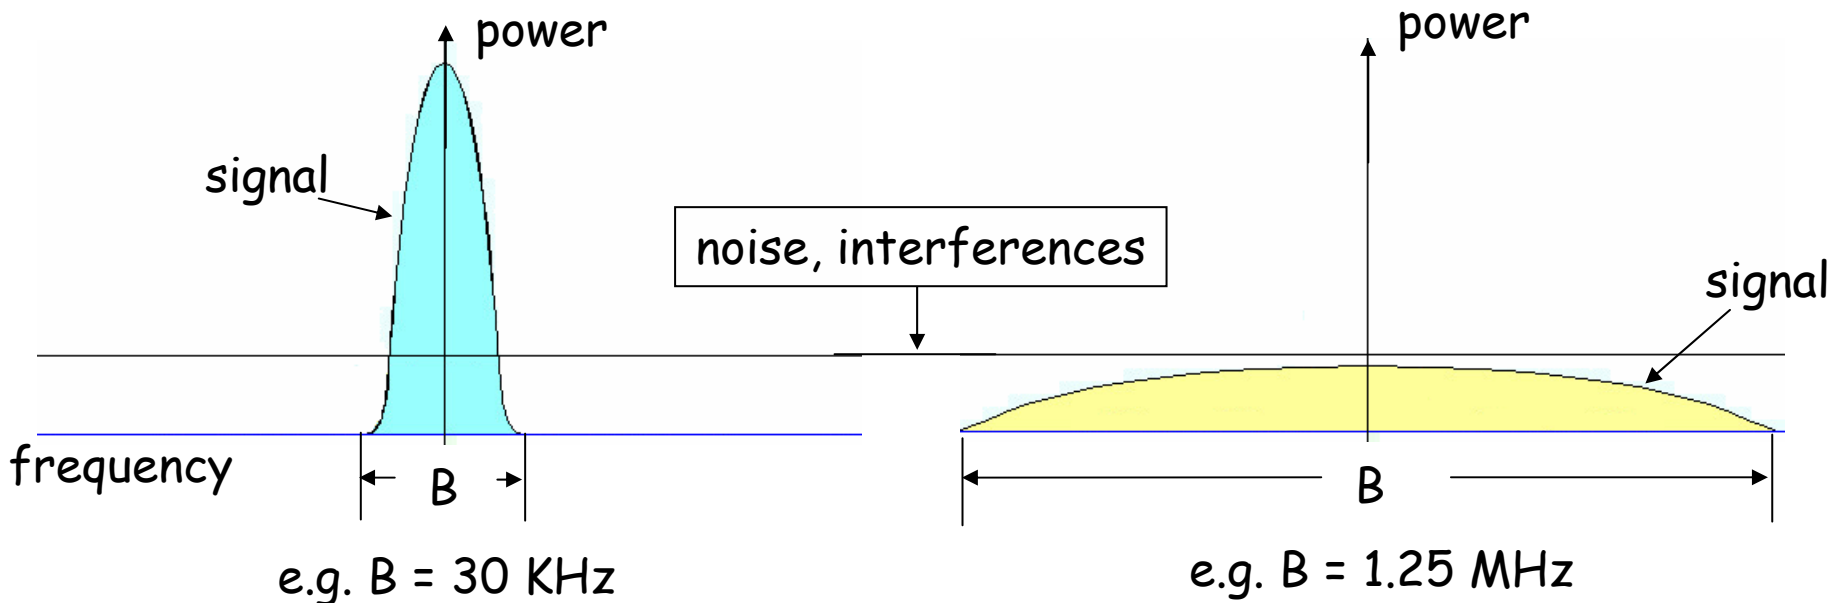 power
signal
frequency
B
e.g. B = 30 KHz
noise, interferences
power
signal
B
e.g. B = 1.25 MHz